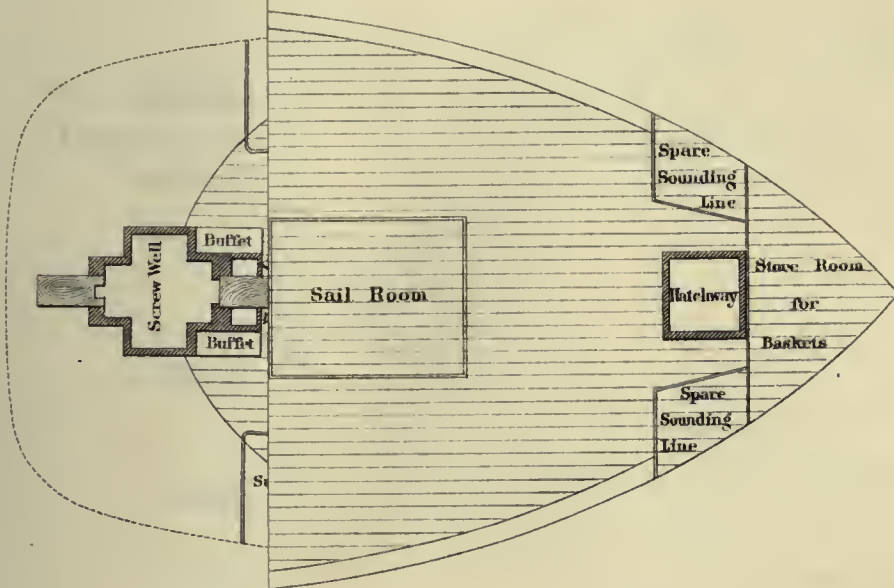 Spare
Sounding
Line
Buffet
Screw Well
Sail Room
Hatchway
Store Room
for
Baskets
Buffet
Spare
Sounding
Line